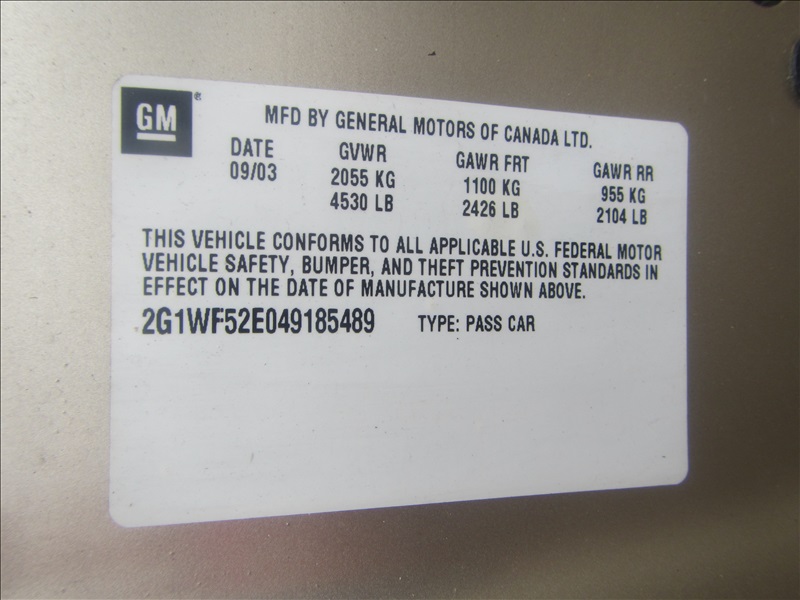 GM®
MFD BY GENERAL MOTORS OF CANADA LTD.
DATE GVWR GAWR FRT GAWR RR
09/03 2055 KG 1100 KG 955 KG
4530 LB 2426 LB 2104 LB
THIS VEHICLE CONFORMS TO ALL APPLICABLE U.S. FEDERAL MOTOR
VEHICLE SAFETY, BUMPER, AND THEFT PREVENTION STANDARDS IN
EFFECT ON THE DATE OF MANUFACTURE SHOWN ABOVE.
2G1WF52E049185489 TYPE: PASS CAR